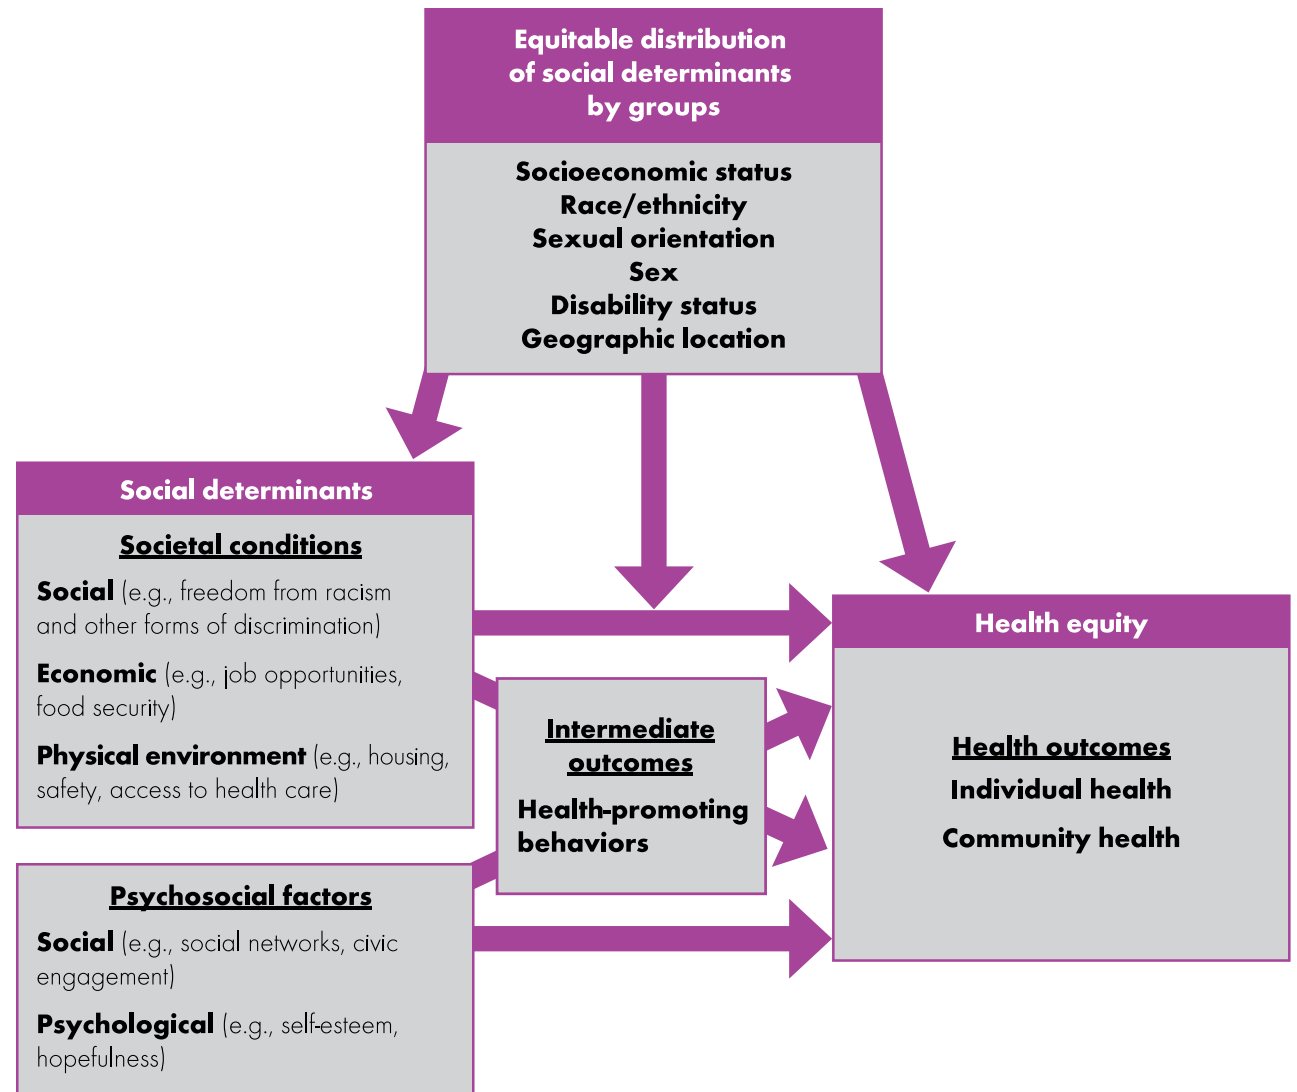 Equitable distribution
of social determinants
by groups
Socioeconomic status
Race/ethnicity
Sexual orientation
Sex
Disability status
Geographic location
Social determinants
Societal conditions
Social (e.g., freedom from racism
and other forms of discrimination)
Economic (e.g., job opportunities,
food security)
Physical environment (e.g., housing,
safety, access to health care)
Psychosocial factors
Social (e.g., social networks, civic
engagement)
Psychological (e.g., self-esteem,
hopefulness)
Intermediate
outcomes
Health-promoting
behaviors
Health equity
Health outcomes
Individual health
Community health